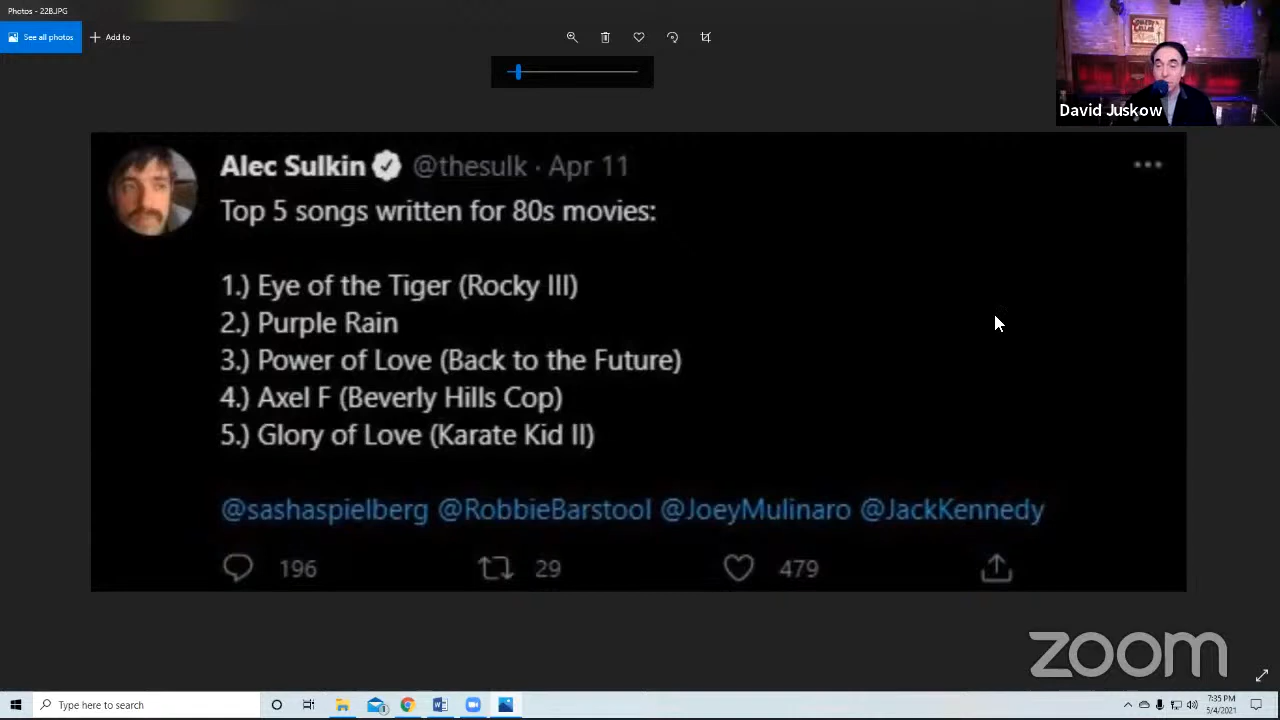 Photos - 22B.JPG
See all photos
Add to
David Juskow
Alec Sulkin @thesulk · Apr 11
Top 5 songs written for 80s movies:
1.) Eye of the Tiger (Rocky III)
2.) Purple Rain
3.) Power of Love (Back to the Future)
4.) Axel F (Beverly Hills Cop)
5.) Glory of Love (Karate Kid II)
@sashaspielberg @RobbieBarstool @JoeyMulinaro @JackKennedy
196 29 479
zoom
Type here to search
7:35 PM
5/4/2021